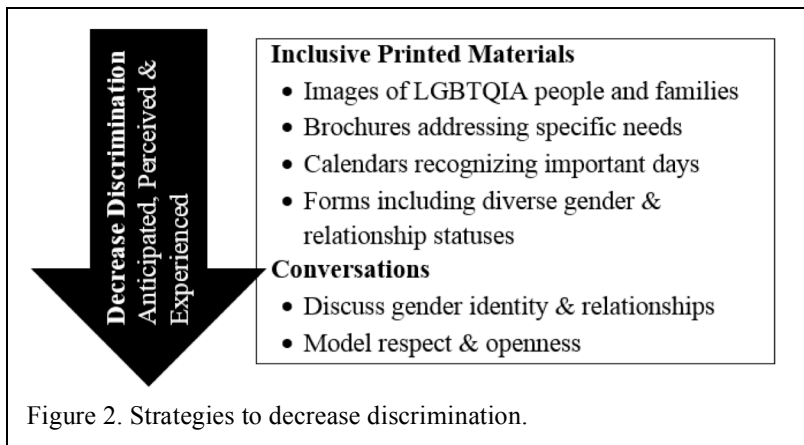 Decrease Discrimination
Anticipated, Perceived &
Experienced
Inclusive Printed Materials
• Images of LGBTQIA people and families
• Brochures addressing specific needs
• Calendars recognizing important days
• Forms including diverse gender &
relationship statuses
Conversations
• Discuss gender identity & relationships
• Model respect & openness
Figure 2. Strategies to decrease discrimination.